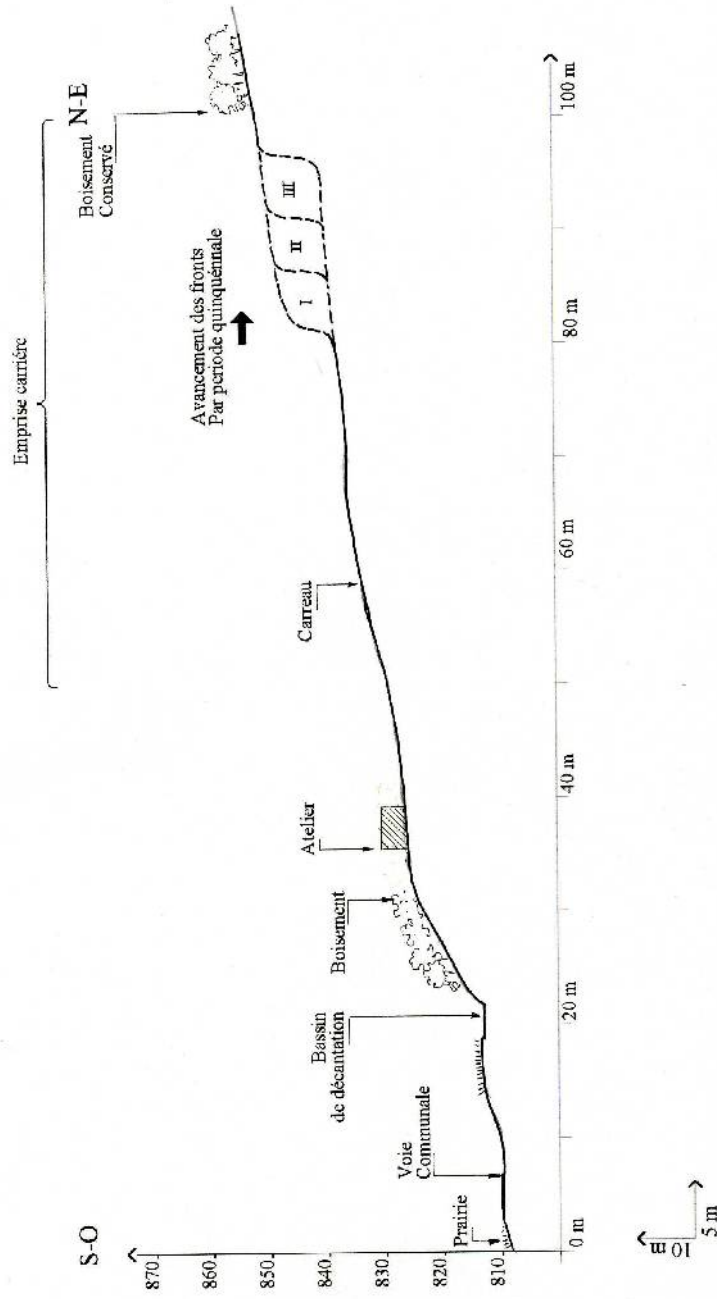 Emprise carrière
S-O
N-E
Boisement
Conservé
Avancement des fronts
Par période quinquénnale
I
II
III
Carreau
Atelier
Boisement
Bassin
de décantation
Voie
Communale
Prairie
870
860
850
840
830
820
810
0 m
20 m
40 m
60 m
80 m
100 m
10 m
5 m